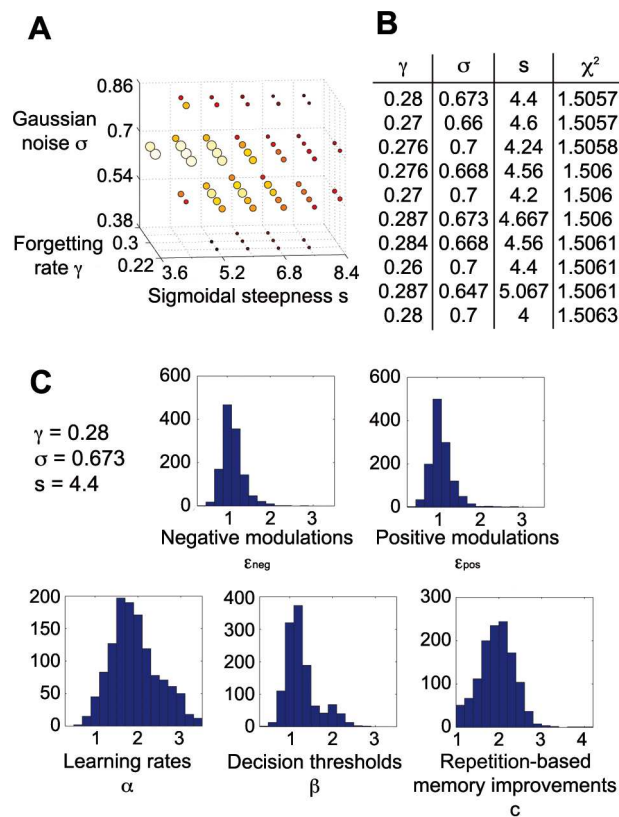 A
0.86
Gaussian
noise σ
0.7
0.54
0.38
Forgetting
rate γ
0.3
0.22
3.6
5.2
6.8
8.4
Sigmoidal steepness s
B
γ σ s χ²
0.28 0.673 4.4 1.5057
0.27 0.66 4.6 1.5057
0.276 0.7 4.24 1.5058
0.276 0.668 4.56 1.506
0.27 0.7 4.2 1.506
0.287 0.673 4.667 1.506
0.284 0.668 4.56 1.5061
0.26 0.7 4.4 1.5061
0.287 0.647 5.067 1.5061
0.28 0.7 4 1.5063
C
γ = 0.28
σ = 0.673
s = 4.4
600
400
200
0
1 2 3
Negative modulations
εneg
600
400
200
0
1 2 3
Positive modulations
εpos
200
150
100
50
0
1 2 3
Learning rates
α
400
300
200
100
0
1 2 3
Decision thresholds
β
300
200
100
0
1 2 3 4
Repetition-based
memory improvements
c